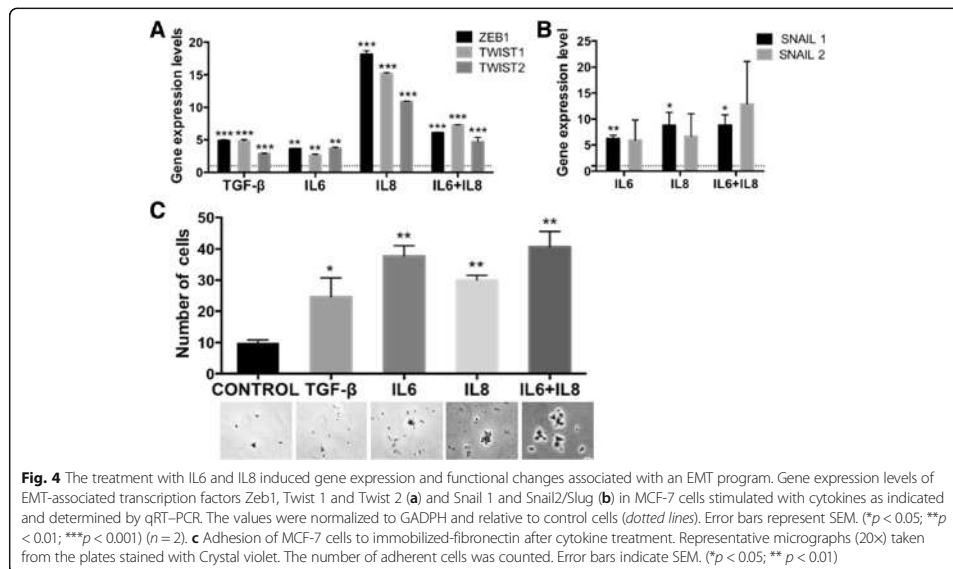 A
B
ZEB1
TWIST1
TWIST2
SNAIL 1
SNAIL 2
Gene expression levels
20
15
10
5
0
*** *** ***
** ** **
*** *** ***
*** *** ***
TGF-β IL6 IL8 IL6+IL8
Gene expression level
25
20
15
10
5
0
** * *
IL6 IL8 IL6+IL8
C
Number of cells
50
40
30
20
10
0
* ** ** **
CONTROL TGF-β IL6 IL8 IL6+IL8
Fig. 4 The treatment with IL6 and IL8 induced gene expression and functional changes associated with an EMT program. Gene expression levels of
EMT-associated transcription factors Zeb1, Twist 1 and Twist 2 (a) and Snail 1 and Snail2/Slug (b) in MCF-7 cells stimulated with cytokines as indicated
and determined by qRT–PCR. The values were normalized to GADPH and relative to control cells (dotted lines). Error bars represent SEM. (*p < 0.05; **p
< 0.01; ***p < 0.001) (n = 2). c Adhesion of MCF-7 cells to immobilized-fibronectin after cytokine treatment. Representative micrographs (20×) taken
from the plates stained with Crystal violet. The number of adherent cells was counted. Error bars indicate SEM. (*p < 0.05; ** p < 0.01)